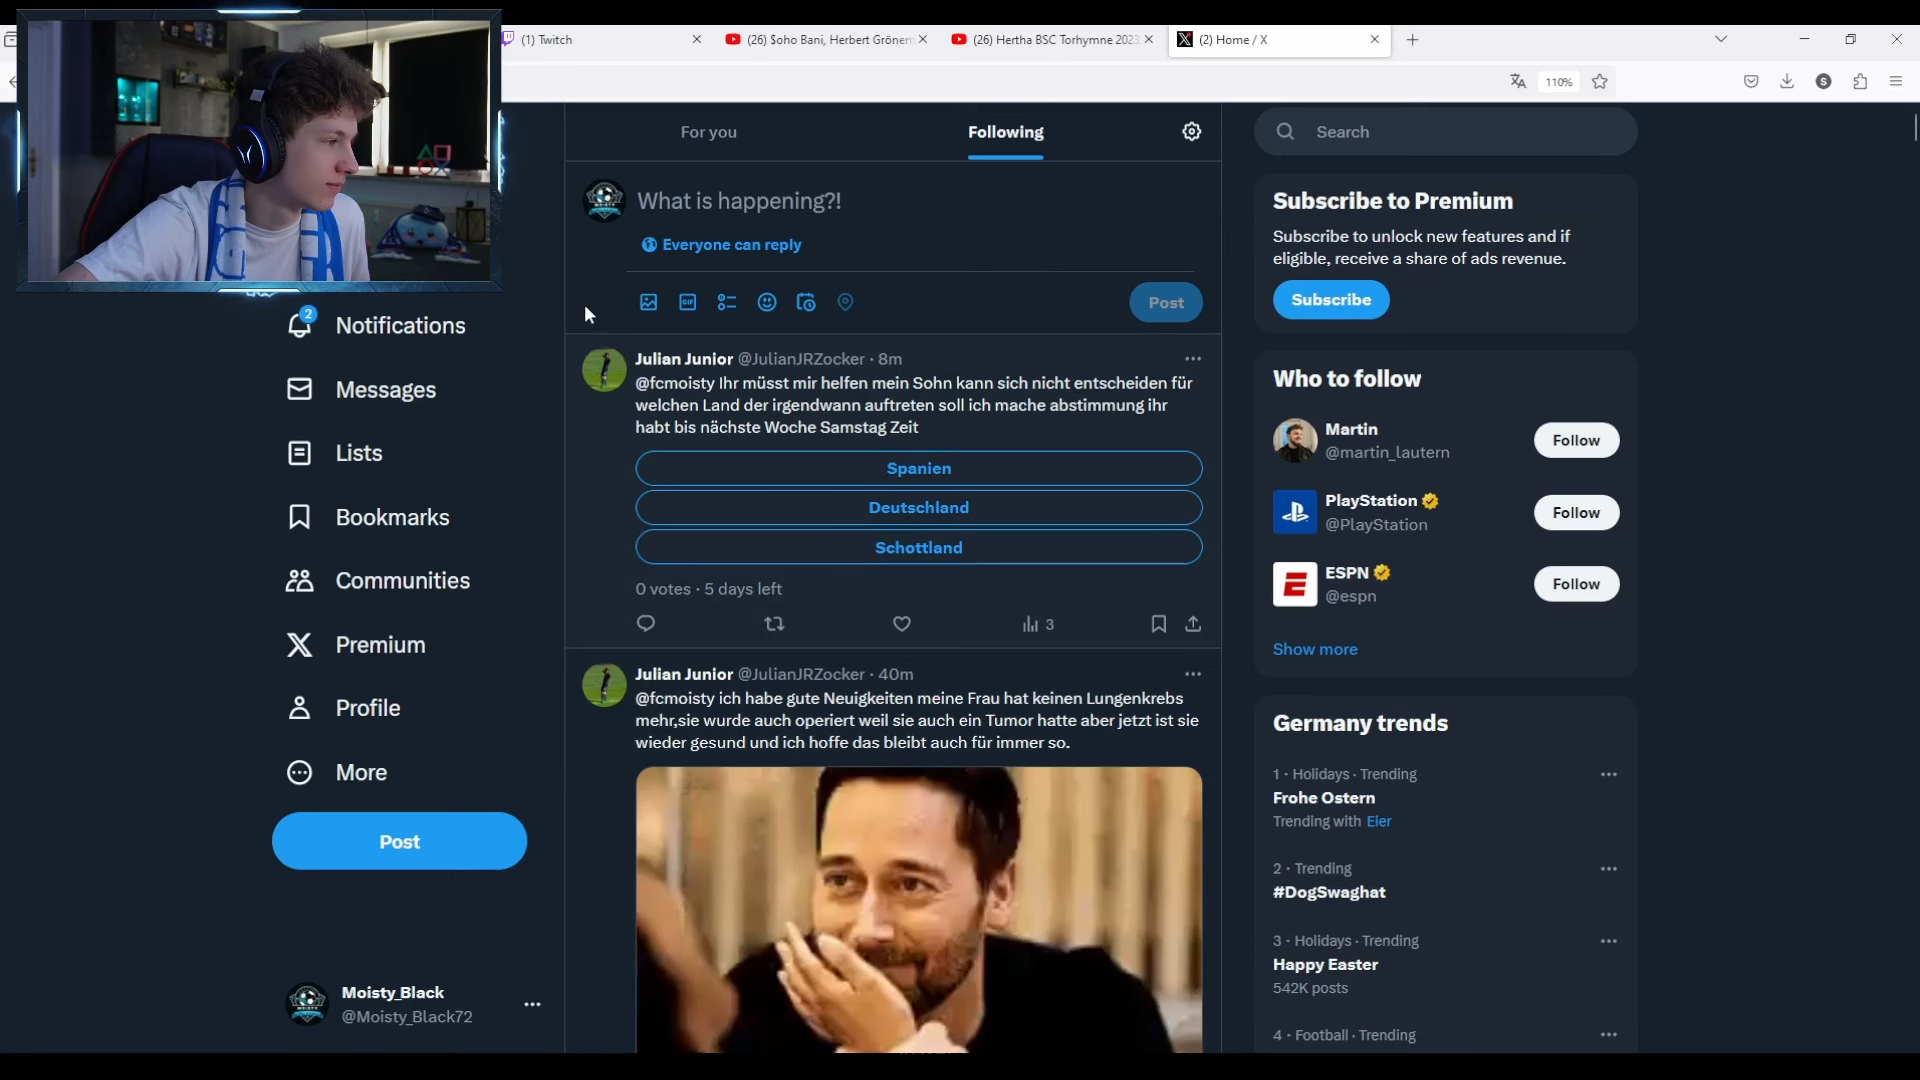 (1) Twitch
(26) $oho Bani, Herbert Grönem
(26) Hertha BSC Torhymne 2023
(2) Home / X
110%
S
For you
Following
Search
What is happening?!
Everyone can reply
GIF
Post
Subscribe to Premium
Subscribe to unlock new features and if
eligible, receive a share of ads revenue.
Subscribe
2
Notifications
Messages
Lists
Bookmarks
Communities
Premium
Profile
More
Post
Moisty_Black
@Moisty_Black72
Julian Junior @JulianJRZocker · 8m
@fcmoisty Ihr müsst mir helfen mein Sohn kann sich nicht entscheiden für
welchen Land der irgendwann auftreten soll ich mache abstimmung ihr
habt bis nächste Woche Samstag Zeit
Spanien
Deutschland
Schottland
0 votes · 5 days left
3
Julian Junior @JulianJRZocker · 40m
@fcmoisty ich habe gute Neuigkeiten meine Frau hat keinen Lungenkrebs
mehr,sie wurde auch operiert weil sie auch ein Tumor hatte aber jetzt ist sie
wieder gesund und ich hoffe das bleibt auch für immer so.
Who to follow
Martin
@martin_lautern
Follow
PlayStation
@PlayStation
Follow
ESPN
@espn
Follow
Show more
Germany trends
1 · Holidays · Trending
Frohe Ostern
Trending with Eier
2 · Trending
#DogSwaghat
3 · Holidays · Trending
Happy Easter
542K posts
4 · Football · Trending